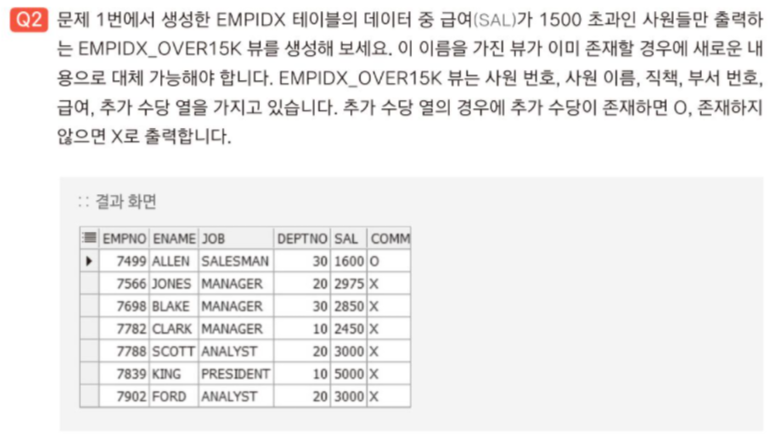 Q2 문제 1번에서 생성한 EMPIDX 테이블의 데이터 중 급여(SAL)가 1500 초과인 사원들만 출력하
는 EMPIDX_OVER15K 뷰를 생성해 보세요. 이 이름을 가진 뷰가 이미 존재할 경우에 새로운 내
용으로 대체 가능해야 합니다. EMPIDX_OVER15K 뷰는 사원 번호, 사원 이름, 직책, 부서 번호,
급여, 추가 수당 열을 가지고 있습니다. 추가 수당 열의 경우에 추가 수당이 존재하면 O, 존재하지
않으면 X로 출력합니다.
:: 결과 화면
EMPNO ENAME JOB DEPTNO SAL COMM
7499 ALLEN SALESMAN 30 1600 O
7566 JONES MANAGER 20 2975 X
7698 BLAKE MANAGER 30 2850 X
7782 CLARK MANAGER 10 2450 X
7788 SCOTT ANALYST 20 3000 X
7839 KING PRESIDENT 10 5000 X
7902 FORD ANALYST 20 3000 X